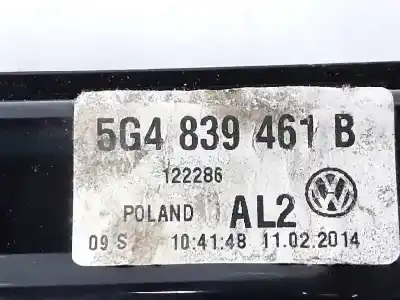 5G4 839 461 B
122286
POLAND AL2
09 S 10:41:48 11.02.2014